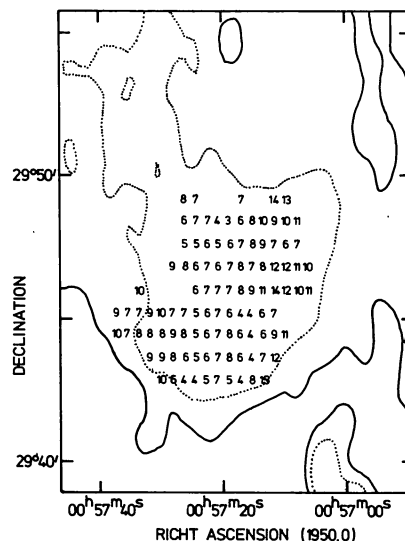 29°50'
8 7 7 14 13
6 7 7 4 3 6 8 10 9 10 11
5 5 6 5 6 7 8 9 7 6 7
9 8 6 7 6 7 8 7 8 12 12 11 10
10 6 7 7 7 8 9 11 14 12 10 11
9 7 7 9 10 7 7 5 6 7 6 4 4 6 7
10 7 8 8 8 9 8 5 6 7 8 6 4 6 9 11
9 9 8 6 5 6 7 8 6 4 7 12
10 6 4 4 5 7 5 4 8 13
DECLINATION
29°40'
00h57m40s 00h57m20s 00h57m00s
RIGHT ASCENSION (1950.0)